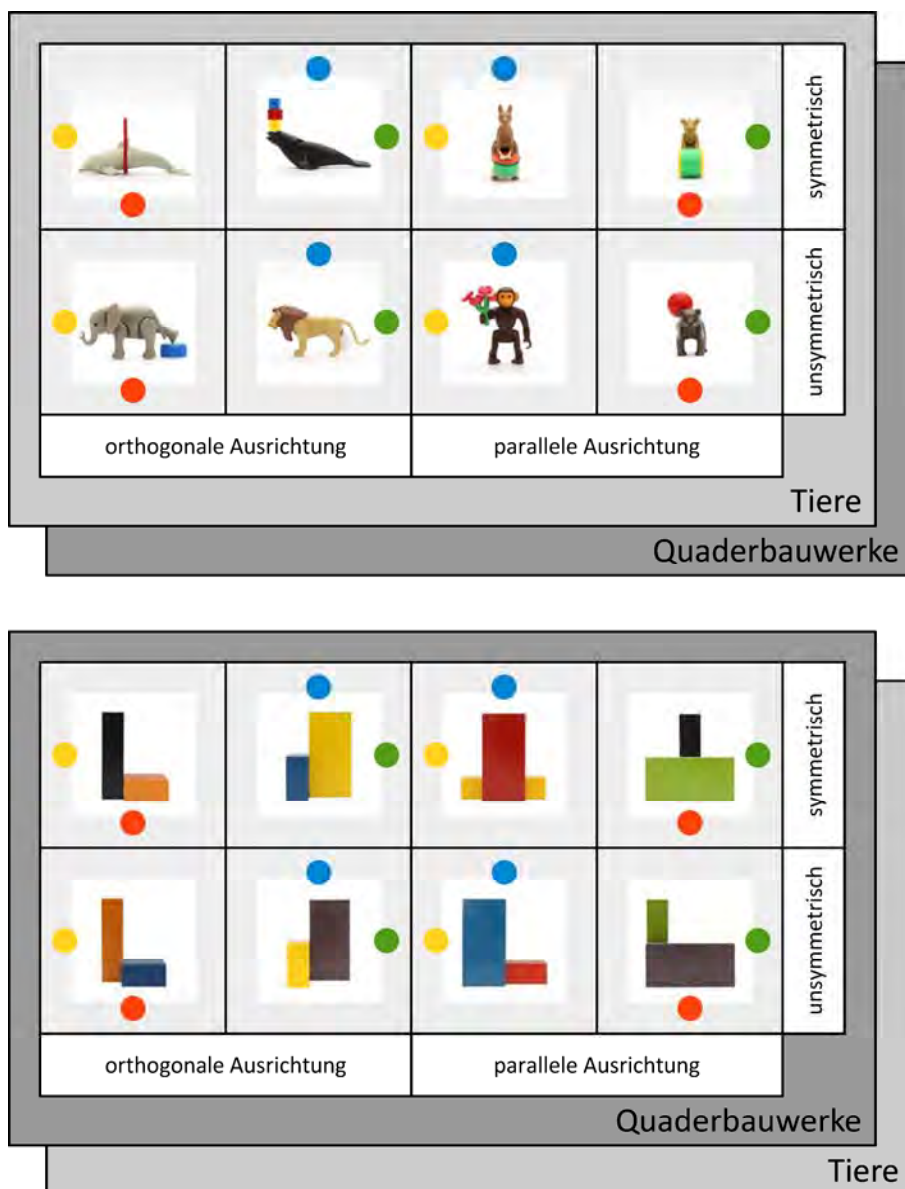 symmetrisch
unsymmetrisch
orthogonale Ausrichtung
parallele Ausrichtung
Tiere
Quaderbauwerke
symmetrisch
unsymmetrisch
orthogonale Ausrichtung
parallele Ausrichtung
Quaderbauwerke
Tiere